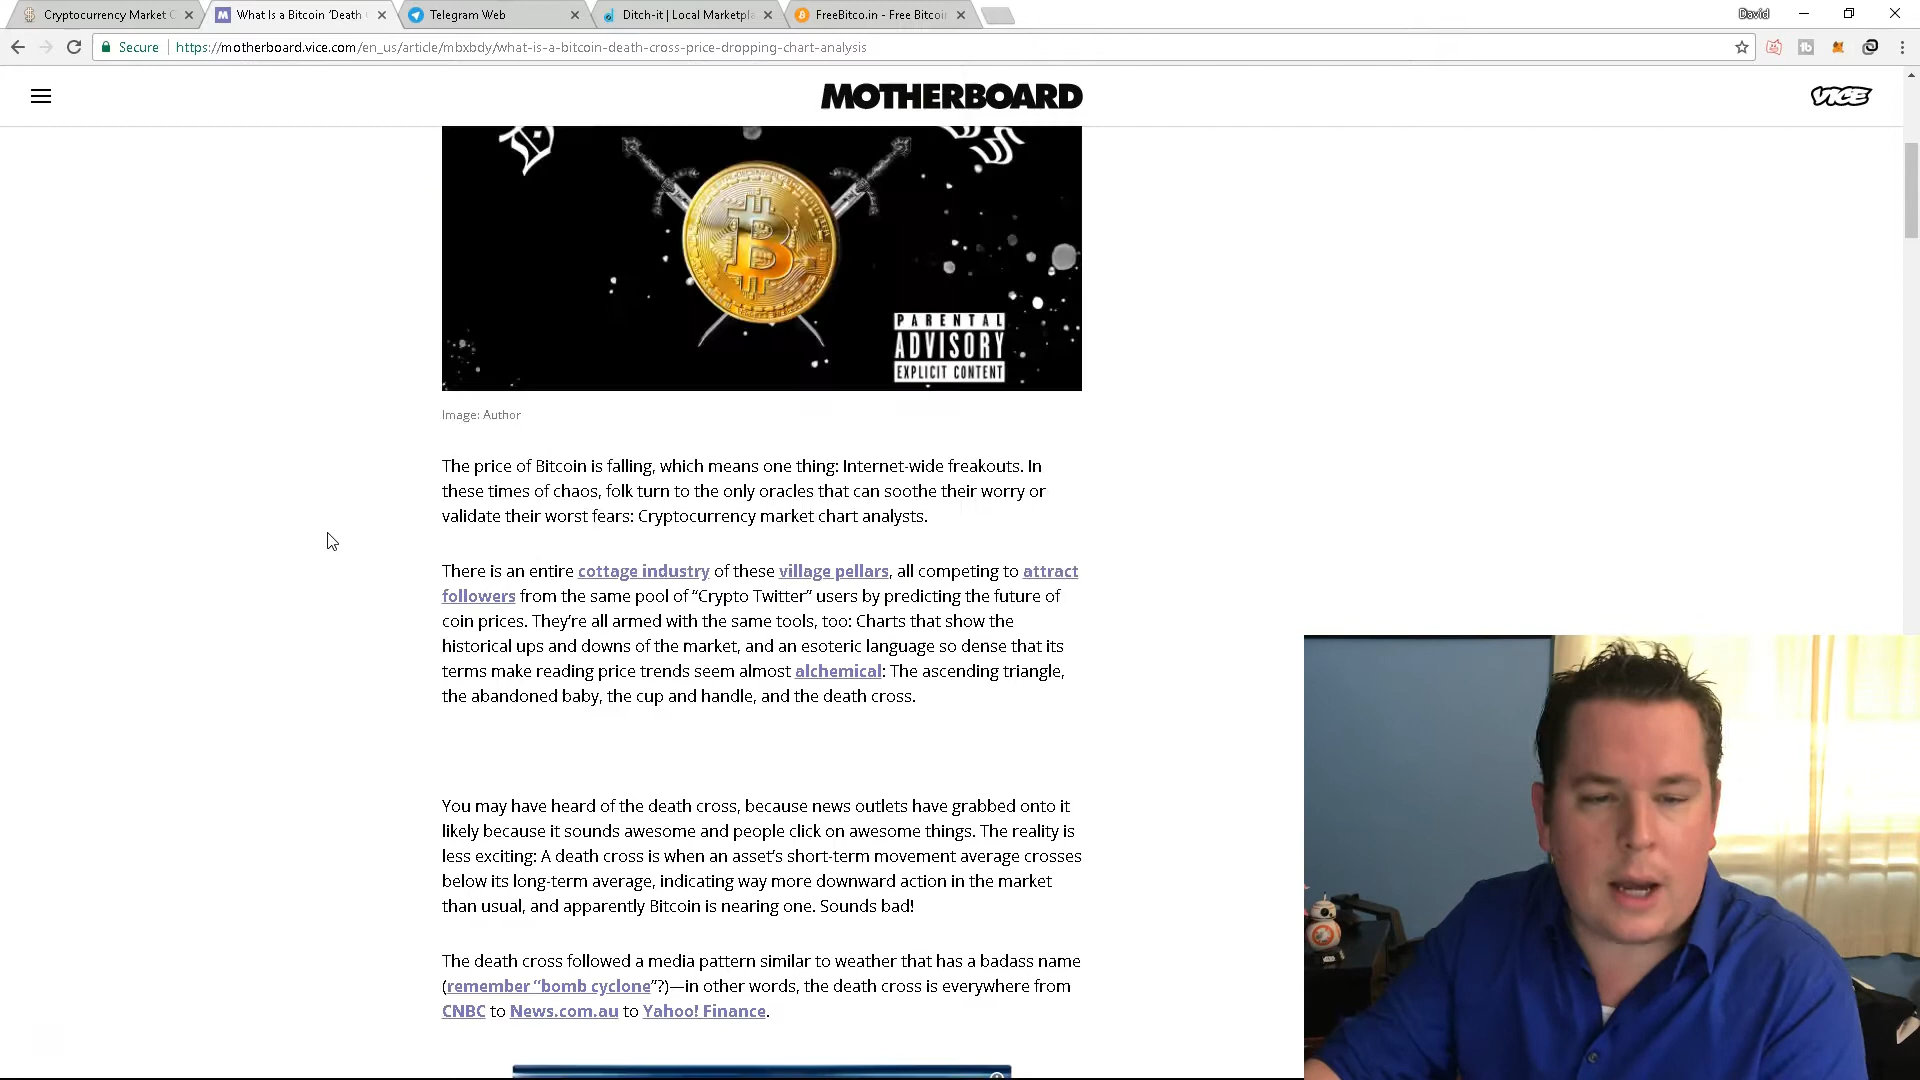 Cryptocurrency Market C
What Is a Bitcoin ‘Death
Telegram Web
Ditch-it | Local Marketpla
FreeBitco.in - Free Bitcoin
David
Secure
https://motherboard.vice.com/en_us/article/mbxbdy/what-is-a-bitcoin-death-cross-price-dropping-chart-analysis
MOTHERBOARD
VICE
PARENTAL
ADVISORY
EXPLICIT CONTENT
Image: Author
The price of Bitcoin is falling, which means one thing: Internet-wide freakouts. In
these times of chaos, folk turn to the only oracles that can soothe their worry or
validate their worst fears: Cryptocurrency market chart analysts.
There is an entire cottage industry of these village pellars, all competing to attract
followers from the same pool of “Crypto Twitter” users by predicting the future of
coin prices. They’re all armed with the same tools, too: Charts that show the
historical ups and downs of the market, and an esoteric language so dense that its
terms make reading price trends seem almost alchemical: The ascending triangle,
the abandoned baby, the cup and handle, and the death cross.
You may have heard of the death cross, because news outlets have grabbed onto it
likely because it sounds awesome and people click on awesome things. The reality is
less exciting: A death cross is when an asset’s short-term movement average crosses
below its long-term average, indicating way more downward action in the market
than usual, and apparently Bitcoin is nearing one. Sounds bad!
The death cross followed a media pattern similar to weather that has a badass name
(remember “bomb cyclone”?)—in other words, the death cross is everywhere from
CNBC to News.com.au to Yahoo! Finance.